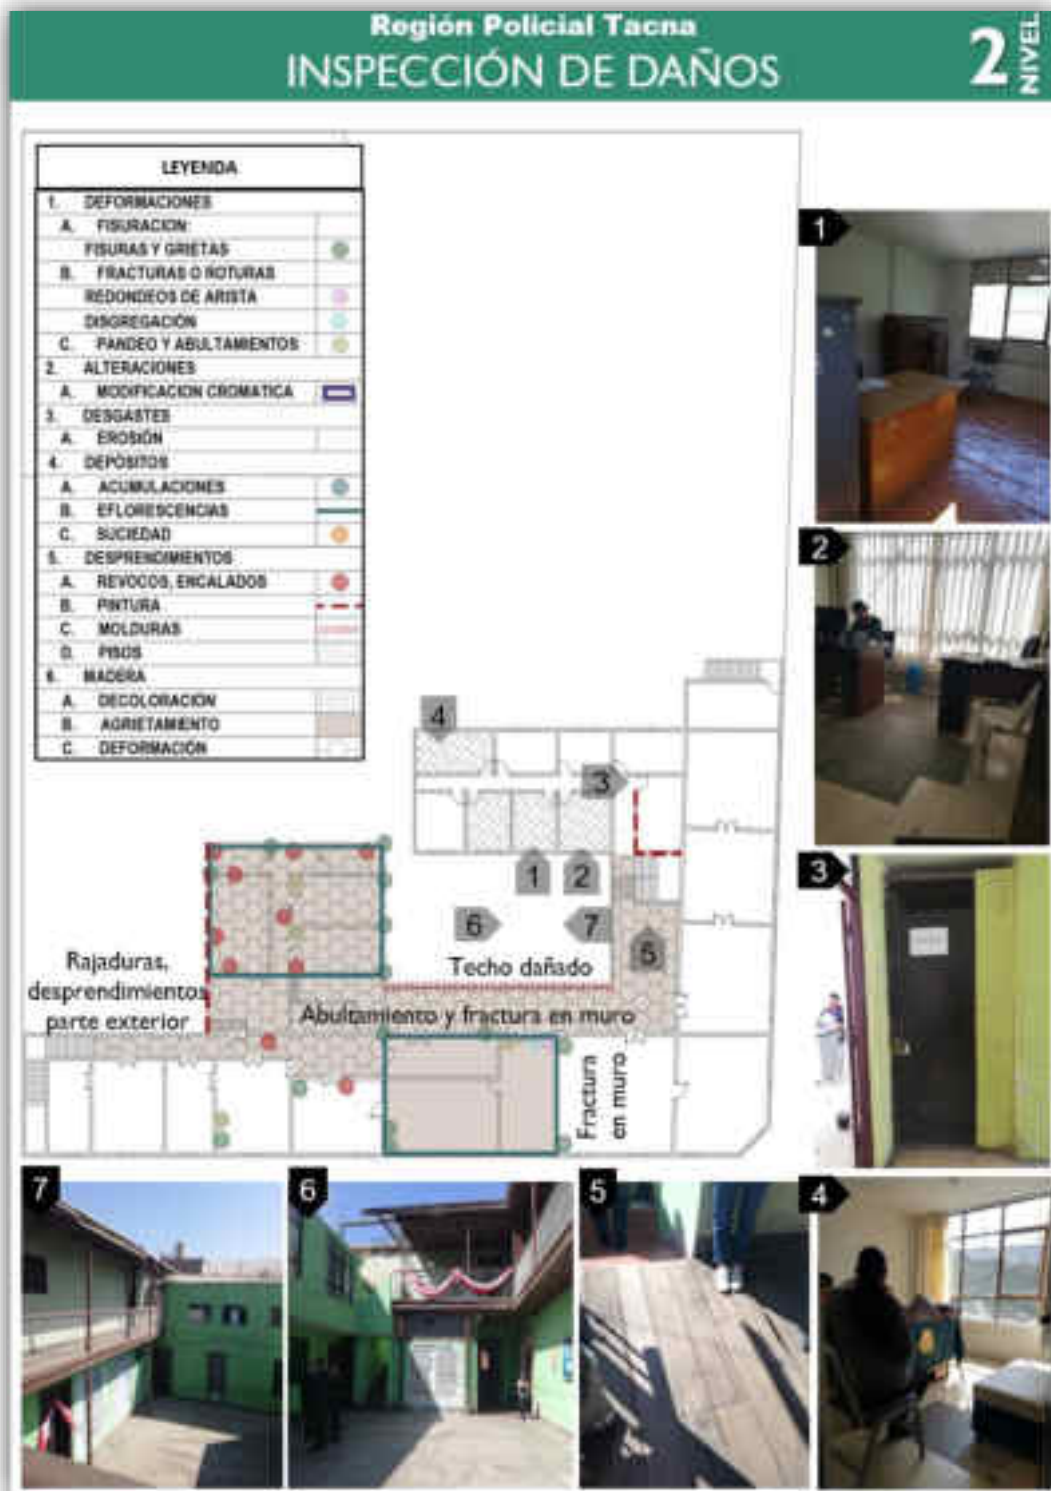 Región Policial Tacna
INSPECCIÓN DE DAÑOS
2 NIVEL
LEYENDA
1. DEFORMACIONES
A. FISURACION:
FISURAS Y GRIETAS
B. FRACTURAS O ROTURAS
REDONDEOS DE ARISTA
DISGREGACIÓN
C. PANDEO Y ABULTAMIENTOS
2. ALTERACIONES
A. MODIFICACION CROMATICA
3. DESGASTES
A. EROSIÓN
4. DEPÓSITOS
A. ACUMULACIONES
B. EFLORESCENCIAS
C. SUCIEDAD
5. DESPRENDIMIENTOS
A. REVOCOS, ENCALADOS
B. PINTURA
C. MOLDURAS
D. PISOS
6. MADERA
A. DECOLORACIÓN
B. AGRIETAMIENTO
C. DEFORMACIÓN
1
2
3
4
3
1
2
6
7
5
Rajaduras,
desprendimientos
parte exterior
Techo dañado
Abultamiento y fractura en muro
Fractura
en muro
7
6
5
4